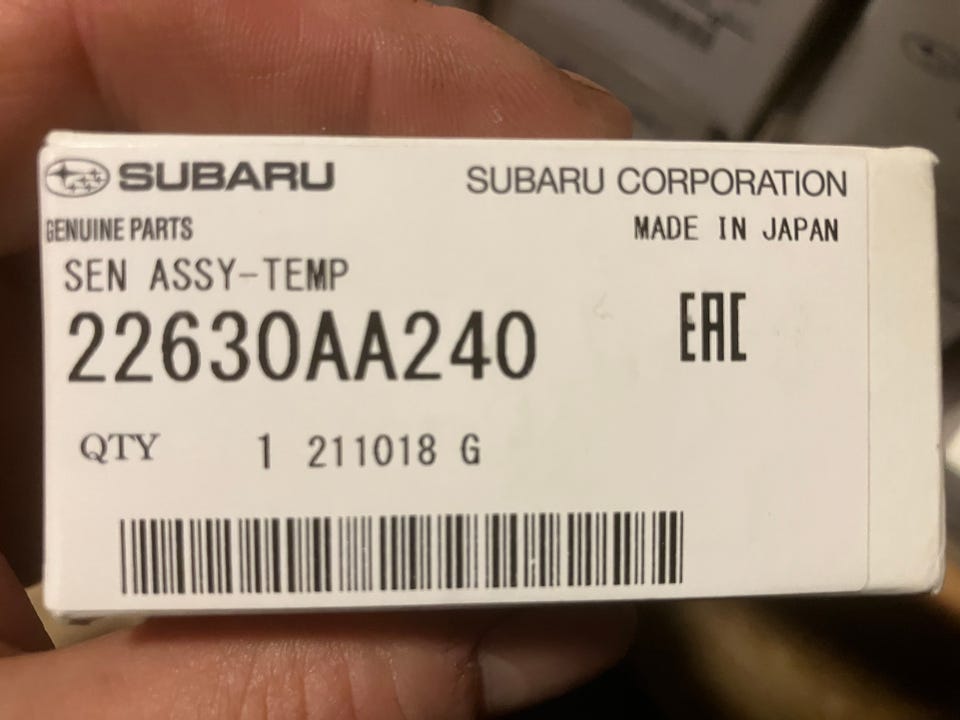 SUBARU
SUBARU CORPORATION
GENUINE PARTS
MADE IN JAPAN
SEN ASSY-TEMP
22630AA240
EAC
QTY 1 211018 G